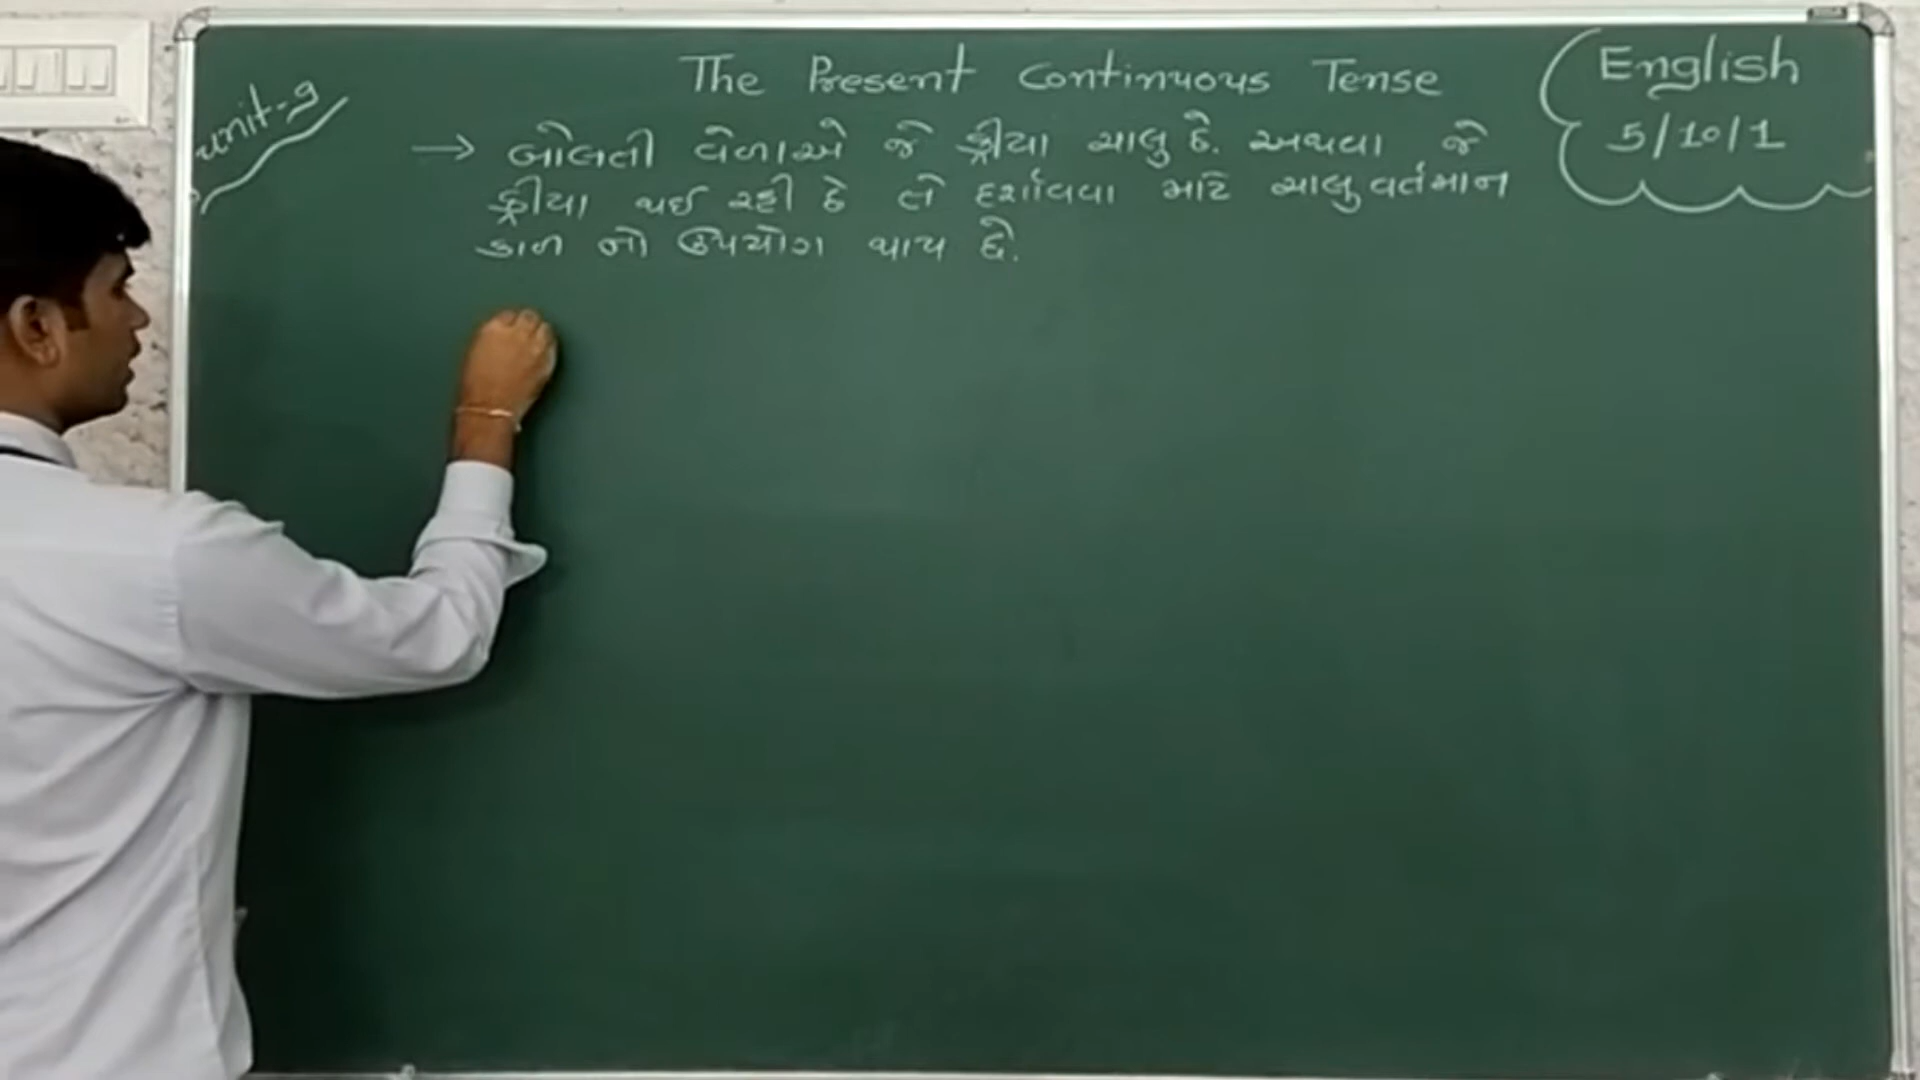 unit-9
The Present Continuous Tense
English
5/10/1
→ બોલતી વેળાએ જે ક્રીયા ચાલુ છે. અથવા જે
ક્રીયા થઈ રહી છે તે દર્શાવવા માટે ચાલુ વર્તમાન
કાળ નો ઉપયોગ થાય છે.